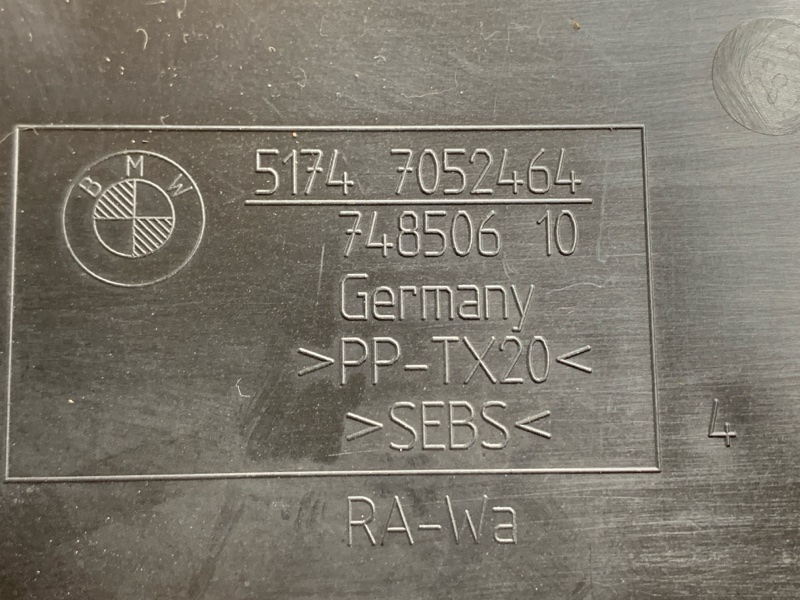 BMW
5174 7052464
748506 10
Germany
>PP-TX20<
>SEBS<
4
RA-Wa